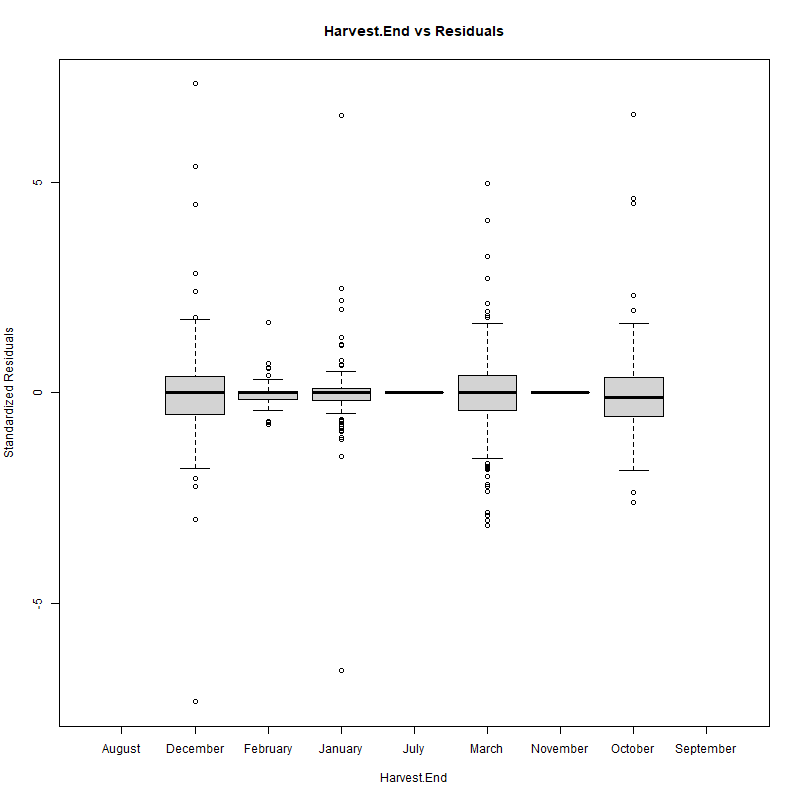 Harvest.End vs Residuals
Standardized Residuals
5
0
-5
August December February January July March November October September
Harvest.End